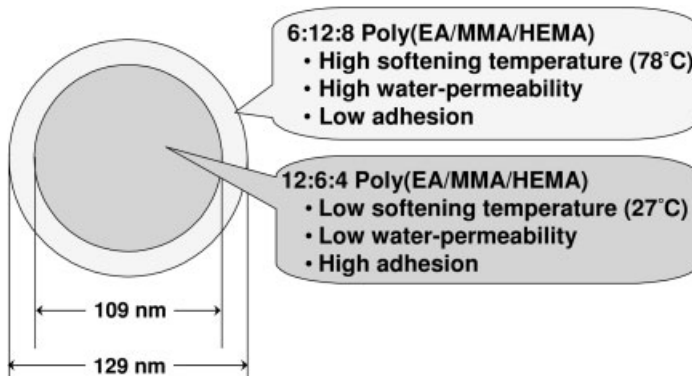 6:12:8 Poly(EA/MMA/HEMA)
• High softening temperature (78°C)
• High water-permeability
• Low adhesion
12:6:4 Poly(EA/MMA/HEMA)
• Low softening temperature (27°C)
• Low water-permeability
• High adhesion
109 nm
129 nm